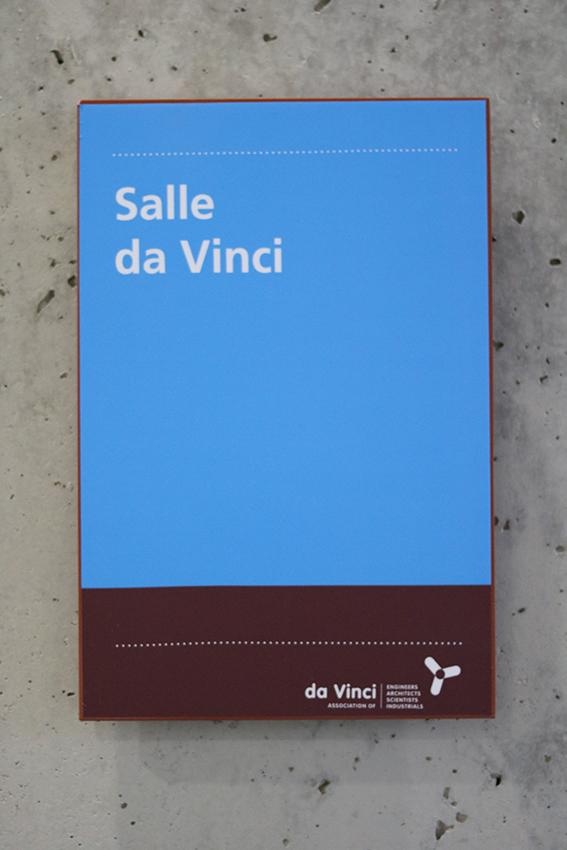 Salle
da Vinci
da Vinci
ASSOCIATION OF
ENGINEERS
ARCHITECTS
SCIENTISTS
INDUSTRIALS